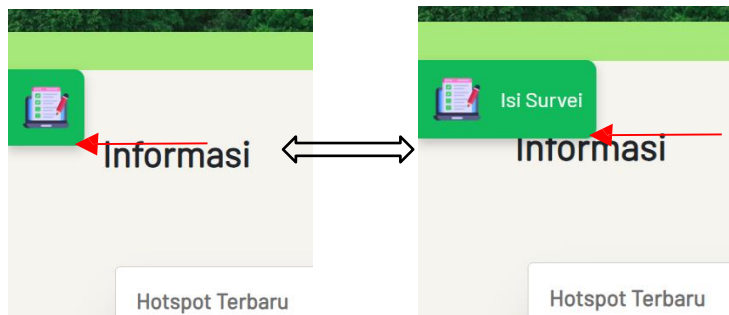 Informasi
Hotspot Terbaru
Isi Survei
Informasi
Hotspot Terbaru